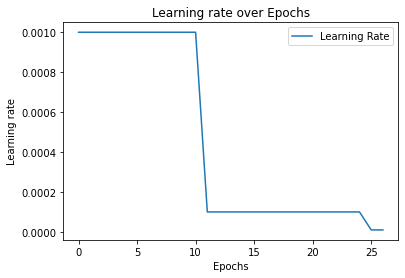 Learning rate over Epochs
Learning Rate
0.0010
0.0008
0.0006
0.0004
0.0002
0.0000
Learning rate
0 5 10 15 20 25
Epochs